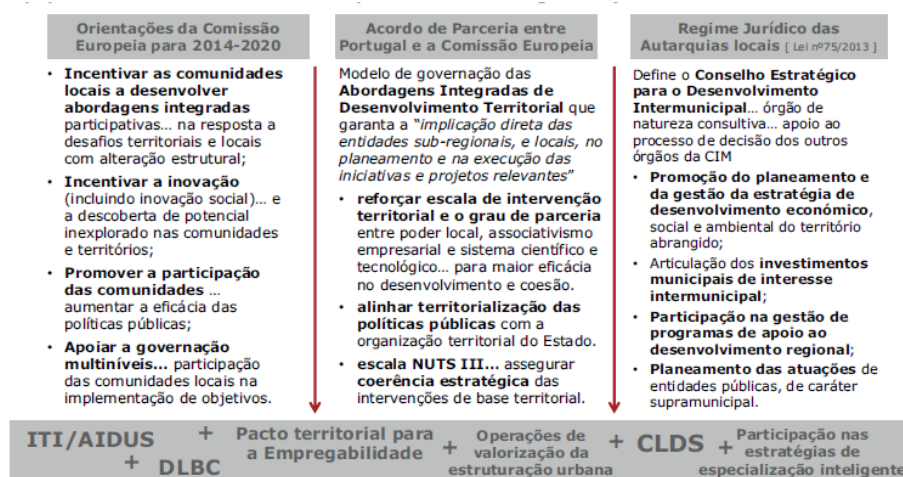 Orientações da Comissão
Europeia para 2014-2020
• Incentivar as comunidades
locais a desenvolver
abordagens integradas
participativas… na resposta a
desafios territoriais e locais
com alteração estrutural;
• Incentivar a inovação
(incluindo inovação social)… e
a descoberta de potencial
inexplorado nas comunidades
e territórios;
• Promover a participação
das comunidades …
aumentar a eficácia das
políticas públicas;
• Apoiar a governação
multiníveis… participação
das comunidades locais na
implementação de objetivos.
Acordo de Parceria entre
Portugal e a Comissão Europeia
Modelo de governação das
Abordagens Integradas de
Desenvolvimento Territorial que
garanta a “implicação direta das
entidades sub-regionais, e locais, no
planeamento e na execução das
iniciativas e projetos relevantes”
• reforçar escala de intervenção
territorial e o grau de parceria
entre poder local, associativismo
empresarial e sistema científico e
tecnológico… para maior eficácia
no desenvolvimento e coesão.
• alinhar territorialização das
políticas públicas com a
organização territorial do Estado.
• escala NUTS III… assegurar
coerência estratégica das
intervenções de base territorial.
Regime Jurídico das
Autarquias locais [ Lei nº75/2013 ]
Define o Conselho Estratégico
para o Desenvolvimento
Intermunicipal… órgão de
natureza consultiva… apoio ao
processo de decisão dos outros
órgãos da CIM
• Promoção do planeamento e
da gestão da estratégia de
desenvolvimento económico,
social e ambiental do território
abrangido;
• Articulação dos investimentos
municipais de interesse
intermunicipal;
• Participação na gestão de
programas de apoio ao
desenvolvimento regional;
• Planeamento das atuações de
entidades públicas, de caráter
supramunicipal.
ITI/AIDUS
+
+ DLBC
Pacto territorial para
a Empregabilidade
+
Operações de
valorização da
estruturação urbana
+ CLDS
+ Participação nas
estratégias de
especialização inteligente